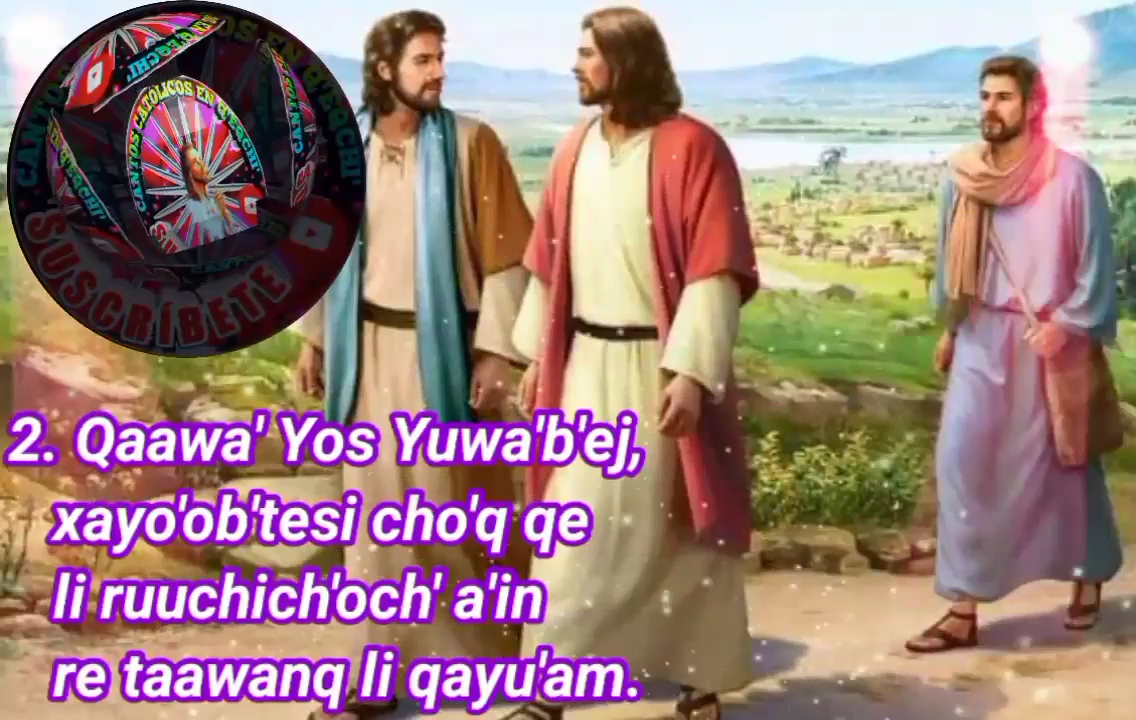 CANTOS CATOLICOS EN Q'EQCHI'
SUSCRÍBETE
2. Qaawa' Yos Yuwa'b'ej,
xayo'ob'tesi cho'q qe
li ruuchich'och' a'in
re taawanq li qayu'am.